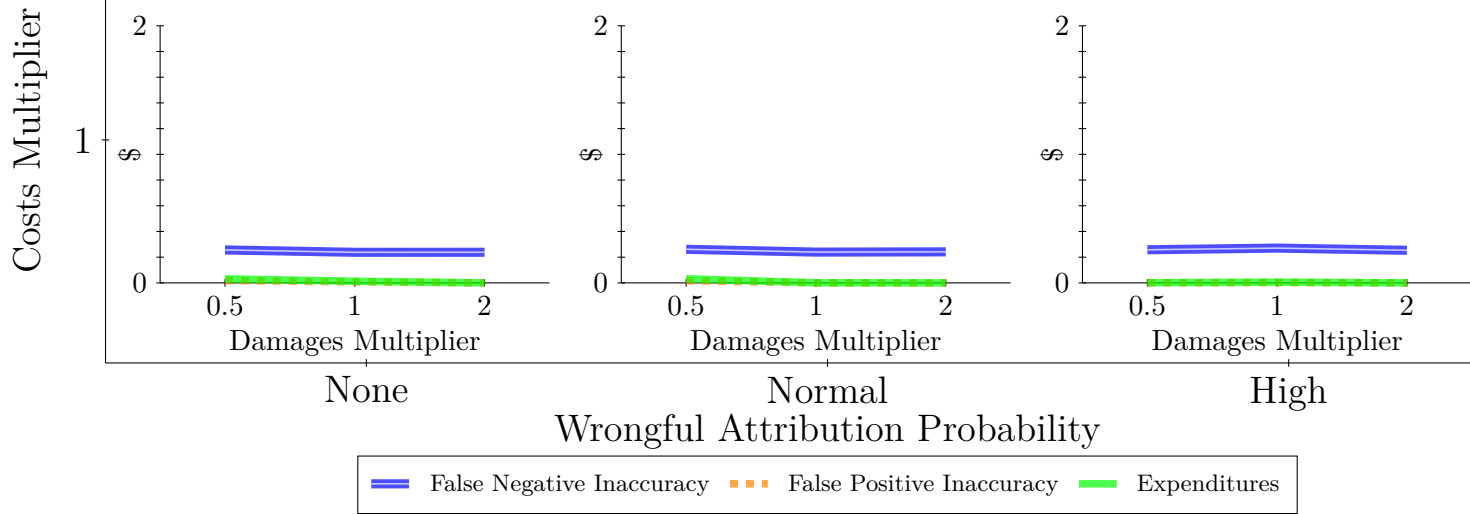 Costs Multiplier
1
2
$
0
0.5 1 2
Damages Multiplier
2
$
0
0.5 1 2
Damages Multiplier
2
$
0
0.5 1 2
Damages Multiplier
None Normal High
Wrongful Attribution Probability
False Negative Inaccuracy False Positive Inaccuracy Expenditures